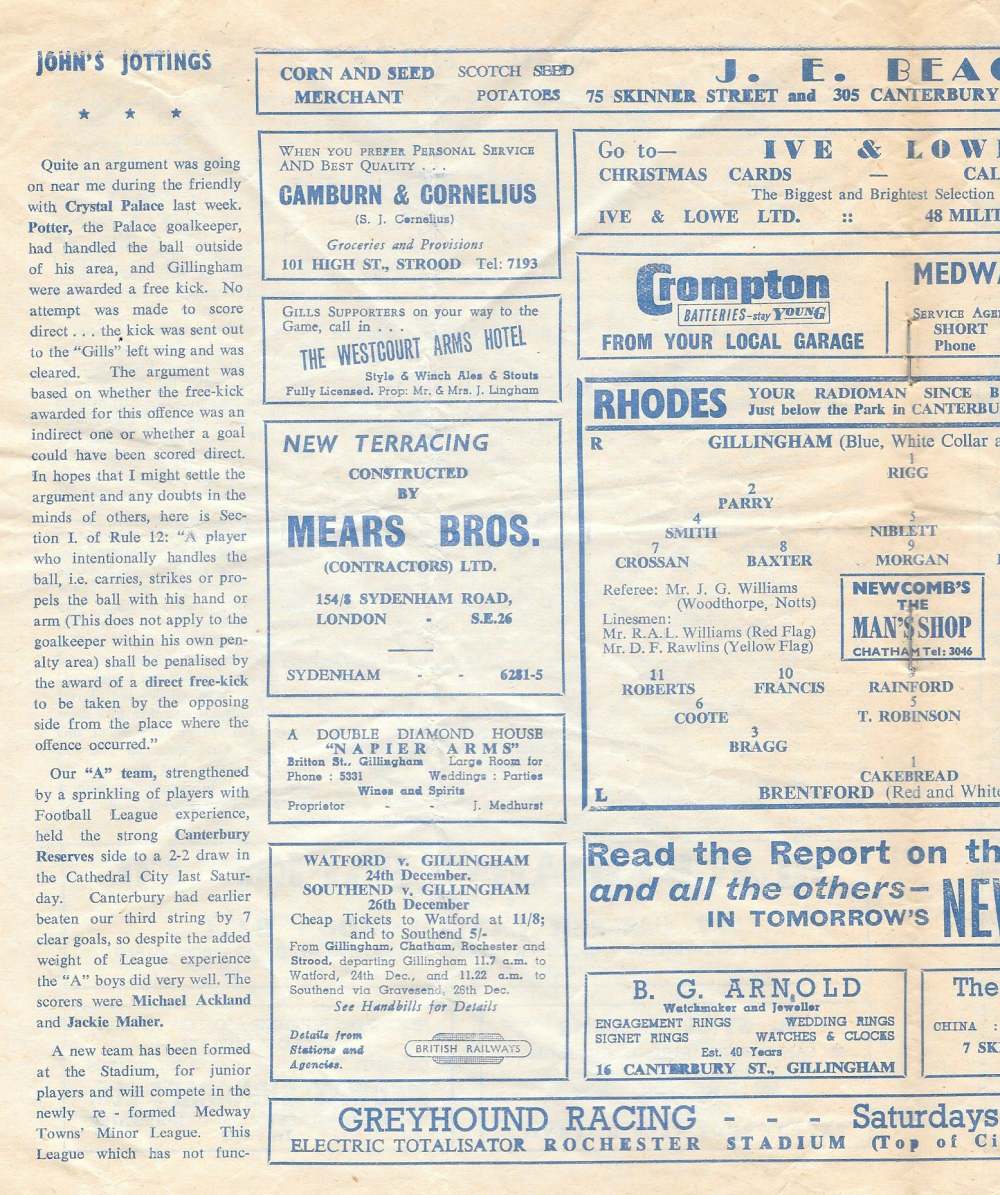 JOHN'S JOTTINGS
★ ★ ★
Quite an argument was going
on near me during the friendly
with Crystal Palace last week.
Potter, the Palace goalkeeper,
had handled the ball outside
of his area, and Gillingham
were awarded a free kick. No
attempt was made to score
direct . . . the kick was sent out
to the "Gills" left wing and was
cleared. The argument was
based on whether the free-kick
awarded for this offence was an
indirect one or whether a goal
could have been scored direct.
In hopes that I might settle the
argument and any doubts in the
minds of others, here is Sec-
tion I. of Rule 12: "A player
who intentionally handles the
ball, i.e. carries, strikes or pro-
pels the ball with his hand or
arm (This does not apply to the
goalkeeper within his own pen-
alty area) shall be penalised by
the award of a direct free-kick
to be taken by the opposing
side from the place where the
offence occurred."
Our "A" team, strengthened
by a sprinkling of players with
Football League experience,
held the strong Canterbury
Reserves side to a 2-2 draw in
the Cathedral City last Satur-
day. Canterbury had earlier
beaten our third string by 7
clear goals, so despite the added
weight of League experience
the "A" boys did very well. The
scorers were Michael Ackland
and Jackie Maher.
A new team has been formed
at the Stadium, for junior
players and will compete in the
newly re - formed Medway
Towns' Minor League. This
League which has not func-
CORN AND SEED SCOTCH SEED J. E. BEAC
MERCHANT POTATOES 75 SKINNER STREET and 305 CANTERBURY
WHEN YOU PREFER PERSONAL SERVICE
AND BEST QUALITY . . .
CAMBURN & CORNELIUS
(S. J. Cornelius)
Groceries and Provisions
101 HIGH ST., STROOD Tel: 7193
GILLS SUPPORTERS on your way to the
Game, call in . . .
THE WESTCOURT ARMS HOTEL
Style & Winch Ales & Stouts
Fully Licensed. Prop: Mr. & Mrs. J. Lingham
NEW TERRACING
CONSTRUCTED
BY
MEARS BROS.
(CONTRACTORS) LTD.
154/8 SYDENHAM ROAD,
LONDON - S.E.26
SYDENHAM - - 6281-5
A DOUBLE DIAMOND HOUSE
"NAPIER ARMS"
Britton St., Gillingham Large Room for
Phone : 5331 Weddings : Parties
Wines and Spirits
Proprietor - - J. Medhurst
WATFORD v. GILLINGHAM
24th December.
SOUTHEND v. GILLINGHAM
26th December
Cheap Tickets to Watford at 11/8;
and to Southend 5/-
From Gillingham, Chatham, Rochester and
Strood, departing Gillingham 11.7 a.m. to
Watford, 24th Dec., and 11.22 a.m. to
Southend via Gravesend, 26th Dec.
See Handbills for Details
Details from
Stations and
Agencies.
BRITISH RAILWAYS
Go to— IVE & LOW
CHRISTMAS CARDS — CAL
The Biggest and Brightest Selection
IVE & LOWE LTD. :: 48 MILIT
Crompton
BATTERIES-stay YOUNG
FROM YOUR LOCAL GARAGE
MEDWA
SERVICE AGE
SHORT
Phone
RHODES YOUR RADIOMAN SINCE B
Just below the Park in CANTERBU
R GILLINGHAM (Blue, White Collar a
1
RIGG
2
PARRY
4 5
SMITH NIBLETT
7 8 9
CROSSAN BAXTER MORGAN
Referee: Mr. J. G. Williams
(Woodthorpe, Notts)
Linesmen:
Mr. R.A.L. Williams (Red Flag)
Mr. D. F. Rawlins (Yellow Flag)
NEWCOMB'S
THE
MAN'S SHOP
CHATHAM Tel: 3046
11 10 9
ROBERTS FRANCIS RAINFORD
6 5
COOTE T. ROBINSON
3
BRAGG
1
CAKEBREAD
L BRENTFORD (Red and White
Read the Report on th
and all the others—
IN TOMORROW'S NEW
B. G. ARNOLD
Watchmaker and Jeweller
ENGAGEMENT RINGS WEDDING RINGS
SIGNET RINGS WATCHES & CLOCKS
Est. 40 Years
16 CANTERBURY ST., GILLINGHAM
The
CHINA :
7 SK
GREYHOUND RACING - - - Saturdays
ELECTRIC TOTALISATOR ROCHESTER STADIUM (Top of Ci